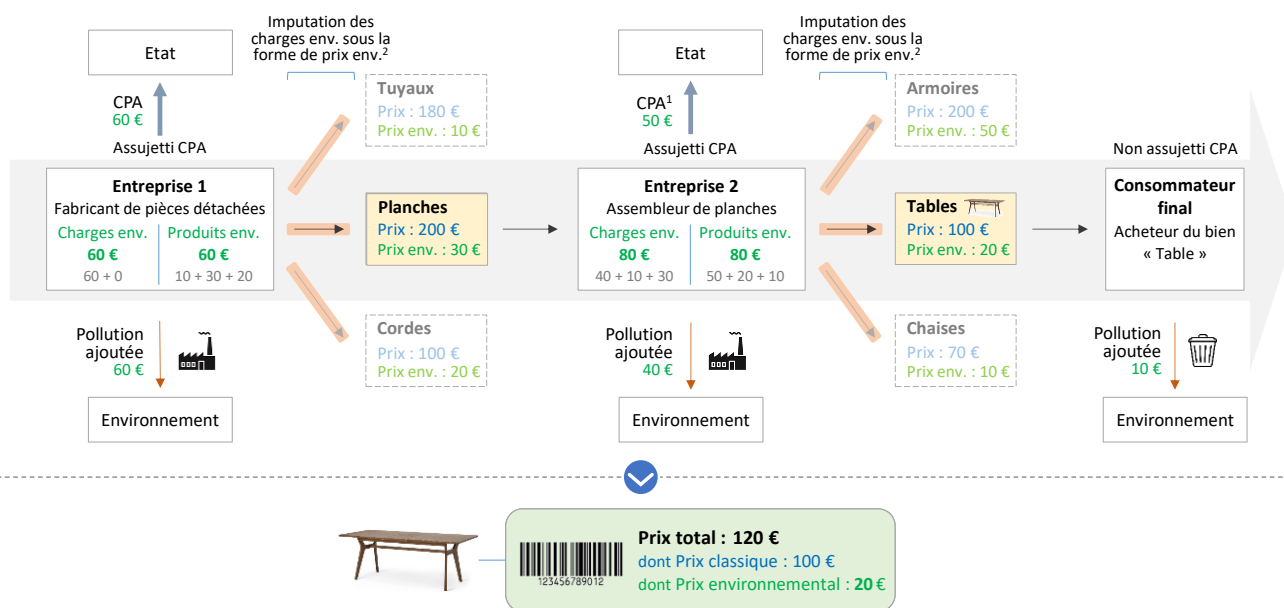 Imputation des
charges env. sous la
forme de prix env.²
Imputation des
charges env. sous la
forme de prix env.²
Etat
Etat
CPA
60 €
Tuyaux
Prix : 180 €
Prix env. : 10 €
CPA¹
50 €
Armoires
Prix : 200 €
Prix env. : 50 €
Assujetti CPA
Assujetti CPA
Non assujetti CPA
Entreprise 1
Fabricant de pièces détachées
Charges env.
60 €
60 + 0
Produits env.
60 €
10 + 30 + 20
Planches
Prix : 200 €
Prix env. : 30 €
Entreprise 2
Assembleur de planches
Charges env.
80 €
40 + 10 + 30
Produits env.
80 €
50 + 20 + 10
Tables
Prix : 100 €
Prix env. : 20 €
Consommateur
final
Acheteur du bien
« Table »
Pollution
ajoutée
60 €
Cordes
Prix : 100 €
Prix env. : 20 €
Pollution
ajoutée
40 €
Chaises
Prix : 70 €
Prix env. : 10 €
Pollution
ajoutée
10 €
Environnement
Environnement
Environnement
123456789012
Prix total : 120 €
dont Prix classique : 100 €
dont Prix environnemental : 20 €